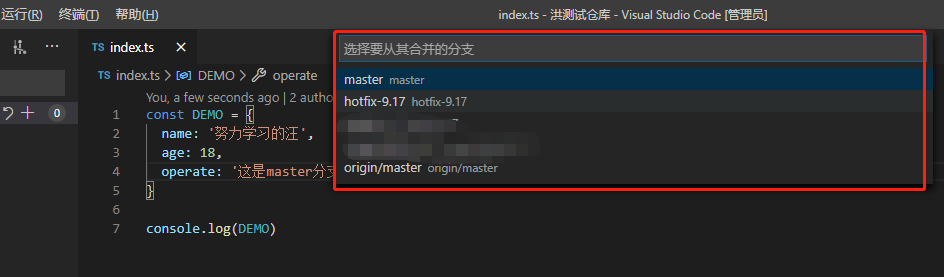 运行(R) 终端(T) 帮助(H) index.ts - 洪测试仓库 - Visual Studio Code [管理员]
TS index.ts
选择要从其合并的分支
TS index.ts > DEMO > operate
master master
hotfix-9.17 hotfix-9.17
origin/master origin/master
You, a few seconds ago | 2 autho
0
1 const DEMO = {
2 name: '努力学习的汪',
3 age: 18,
4 operate: '这是master分支
5 }
6
7 console.log(DEMO)